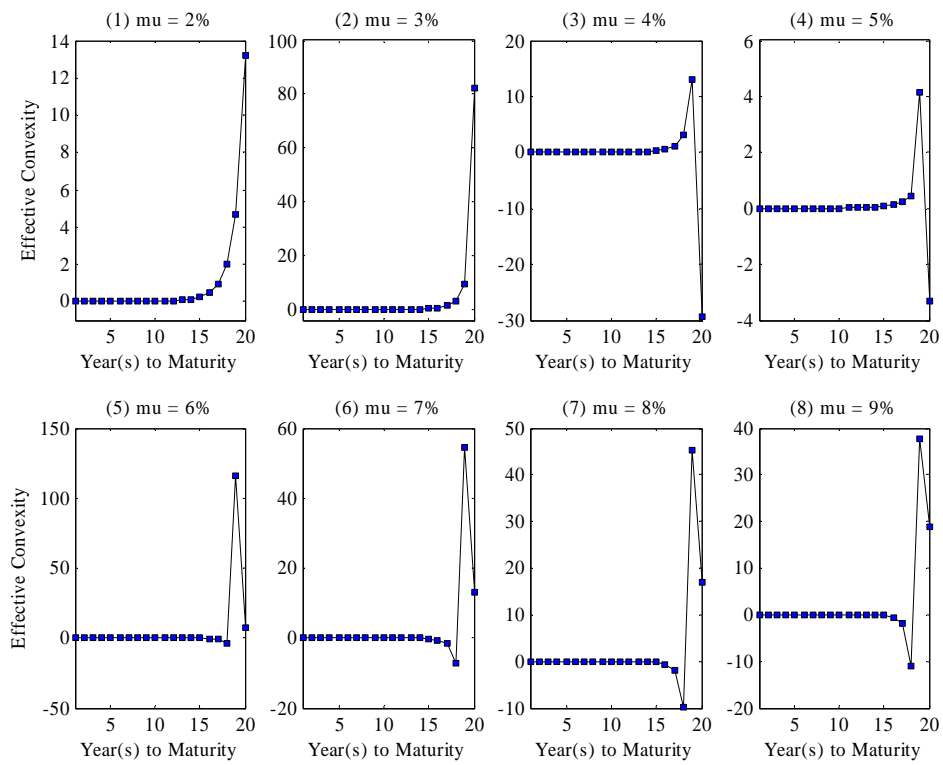 (1) mu = 2%
(2) mu = 3%
(3) mu = 4%
(4) mu = 5%
14
12
10
8
6
4
2
0
100
80
60
40
20
0
20
10
0
-10
-20
-30
6
4
2
0
-2
-4
Effective Convexity
5 10 15 20
5 10 15 20
5 10 15 20
5 10 15 20
Year(s) to Maturity
Year(s) to Maturity
Year(s) to Maturity
Year(s) to Maturity
(5) mu = 6%
(6) mu = 7%
(7) mu = 8%
(8) mu = 9%
150
100
50
0
-50
60
40
20
0
-20
50
40
30
20
10
0
-10
40
30
20
10
0
-10
-20
Effective Convexity
5 10 15 20
5 10 15 20
5 10 15 20
5 10 15 20
Year(s) to Maturity
Year(s) to Maturity
Year(s) to Maturity
Year(s) to Maturity